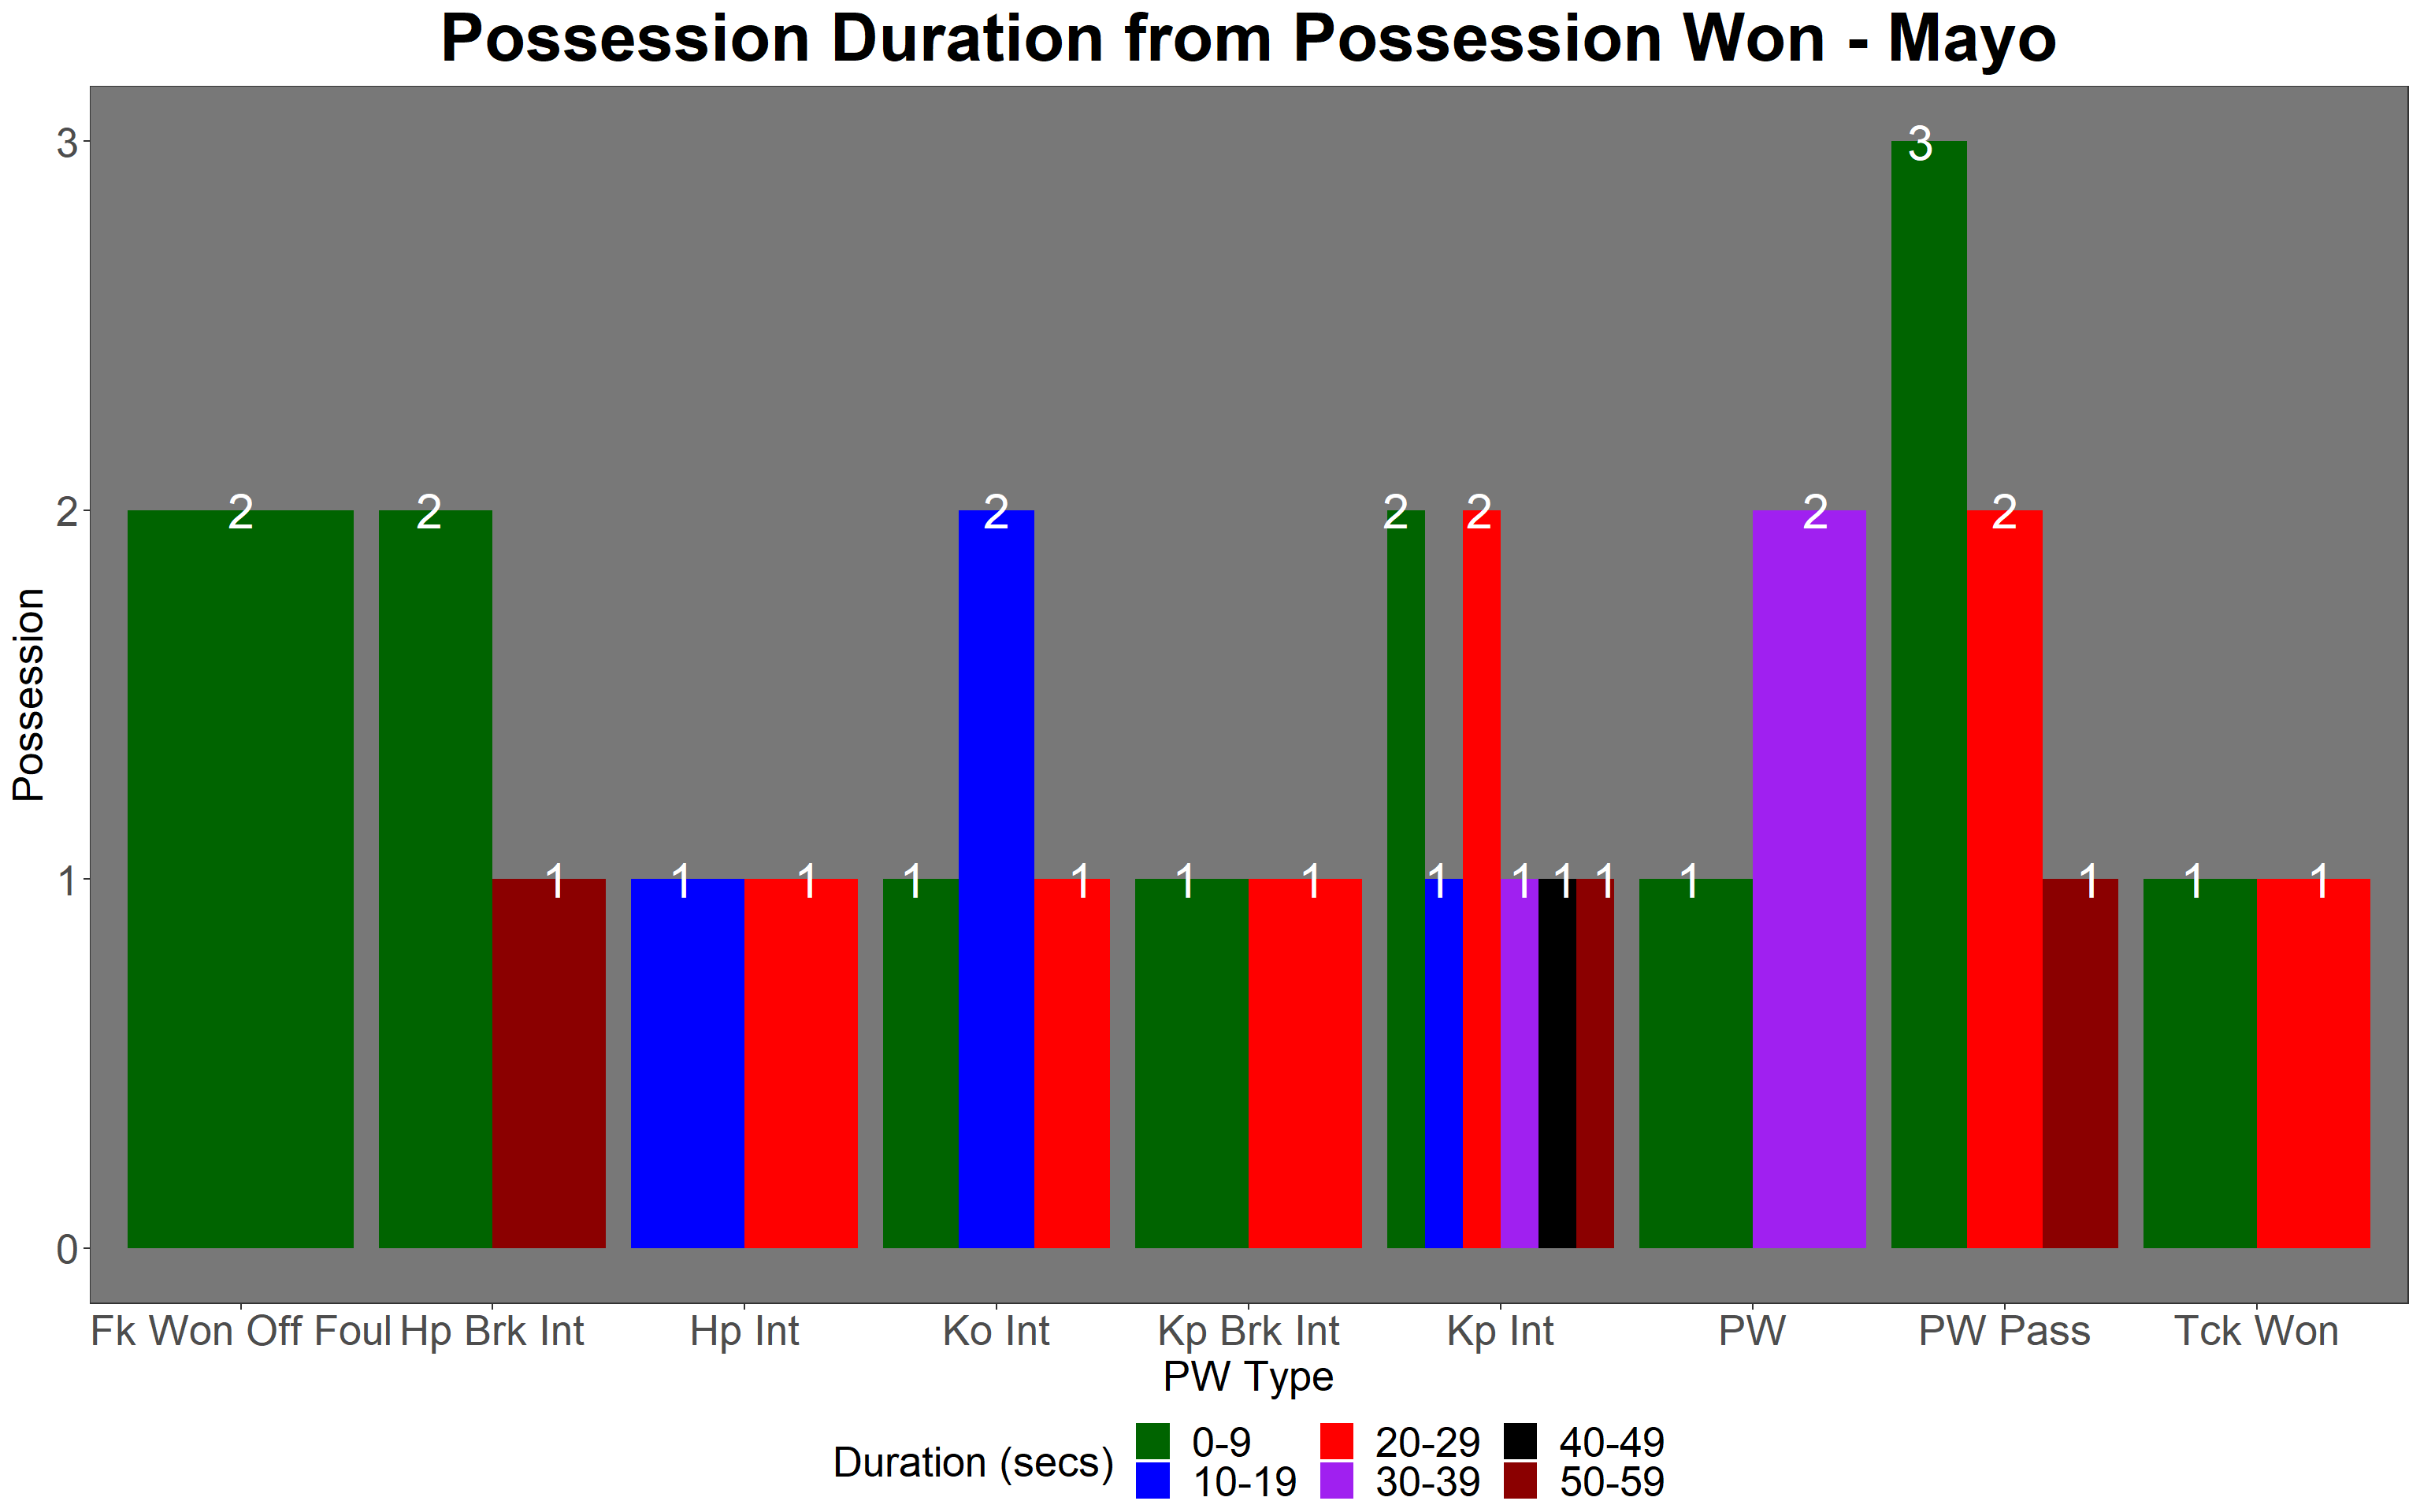 Possession Duration from Possession Won - Mayo
3
3
2
2 2 2 2 2 2 2
1
1 1 1 1 1 1 1 1 1 1 1 1 1 1 1
0
Possession
Fk Won Off Foul Hp Brk Int Hp Int Ko Int Kp Brk Int Kp Int PW PW Pass Tck Won
PW Type
Duration (secs)
0-9 20-29 40-49
10-19 30-39 50-59